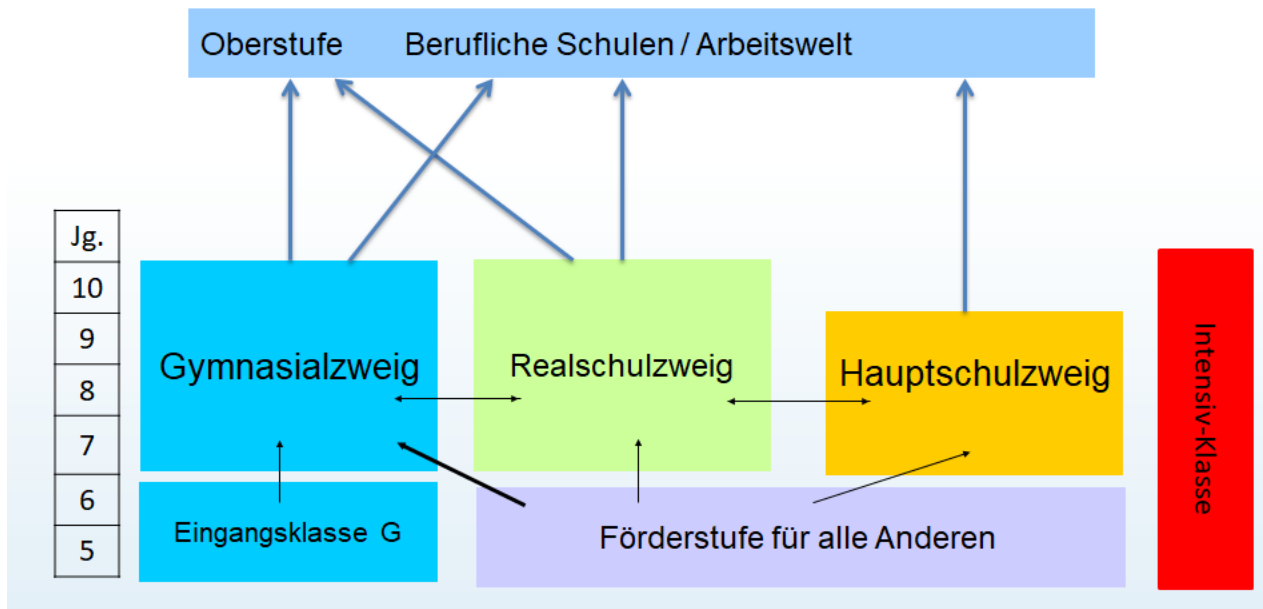 Oberstufe Berufliche Schulen / Arbeitswelt
Jg.
10
9
8
7
6
5
Gymnasialzweig
Realschulzweig
Hauptschulzweig
Eingangsklasse G
Förderstufe für alle Anderen
Intensiv-Klasse